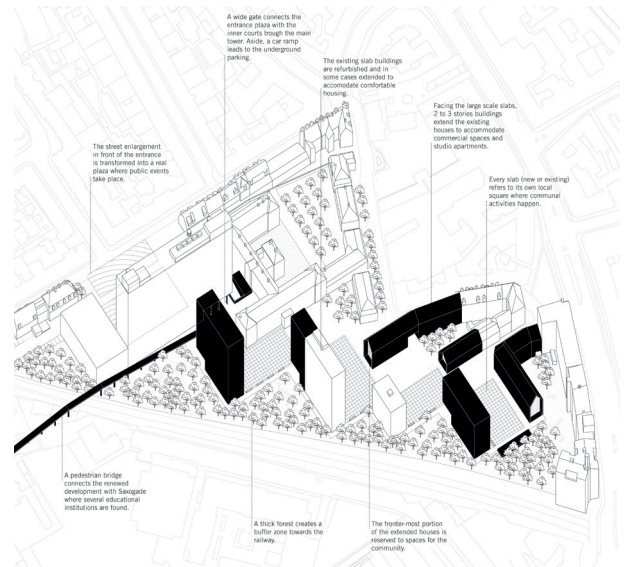 A wide gate connects the
entrance plaza with the
inner courts trough the main
tower. Aside, a car ramp
leads to the underground
parking.
The existing slab buildings
are refurbished and in
some cases extended to
accomodate comfortable
housing.
Facing the large scale slabs,
2 to 3 stories buildings
extend the existing
houses to accommodate
commercial spaces and
studio apartments.
The street enlargement
in front of the entrance
is transformed into a real
plaza where public events
take place.
Every slab (new or existing)
refers to its own local
square where communal
activities happen.
A pedestrian bridge
connects the renewed
development with Saxogade
where several educational
institutions are found.
A thick forest creates a
buffer zone towards the
railway.
The fronter-most portion
of the extended houses is
reserved to spaces for the
community.